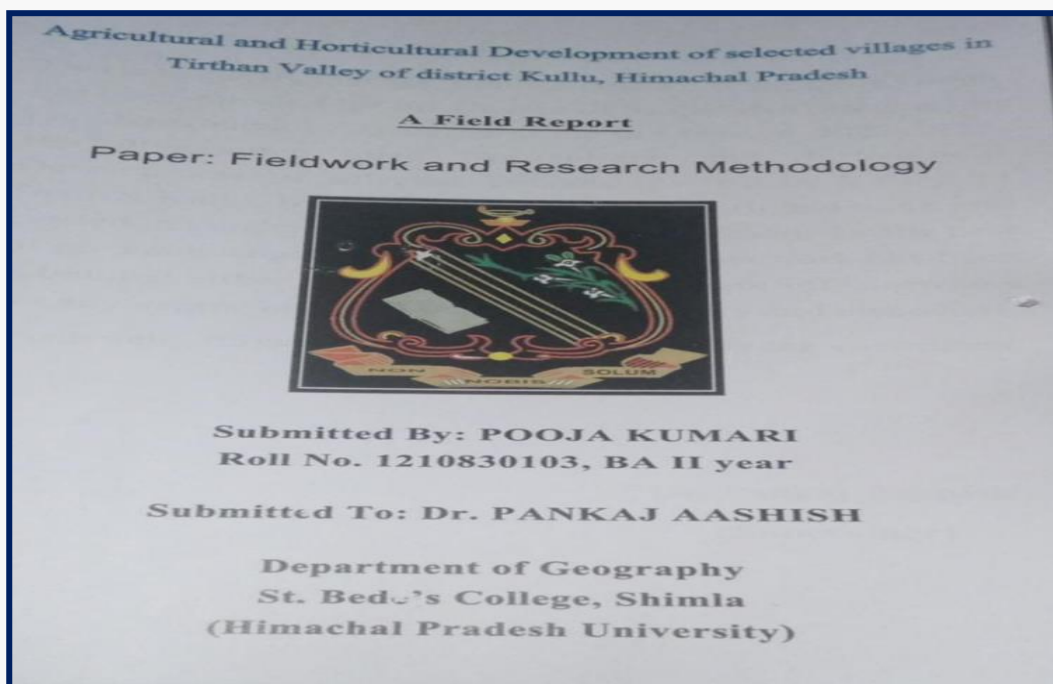 Agricultural and Horticultural Development of selected villages in
Tirthan Valley of district Kullu, Himachal Pradesh
A Field Report
Paper: Fieldwork and Research Methodology
NON
NOBIS
SOLUM
Submitted By: POOJA KUMARI
Roll No. 1210830103, BA II year
Submitted To: Dr. PANKAJ AASHISH
Department of Geography
St. Bede's College, Shimla
(Himachal Pradesh University)